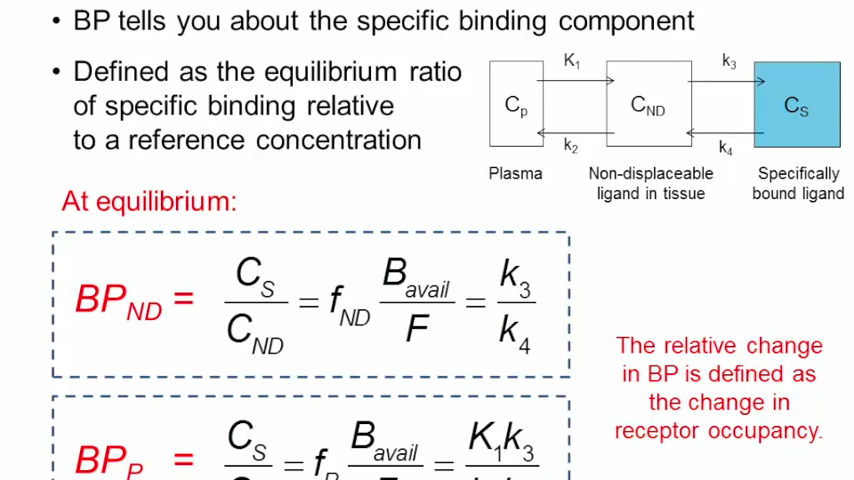 • BP tells you about the specific binding component
• Defined as the equilibrium ratio
of specific binding relative
to a reference concentration
K1
k3
Cp
CND
CS
k2
k4
Plasma
Non-displaceable
ligand in tissue
Specifically
bound ligand
At equilibrium:
BPND = CS / CND = fND Bavail / F = k3 / k4
The relative change
in BP is defined as
the change in
receptor occupancy.
BPP = CS = fP Bavail = K1k3